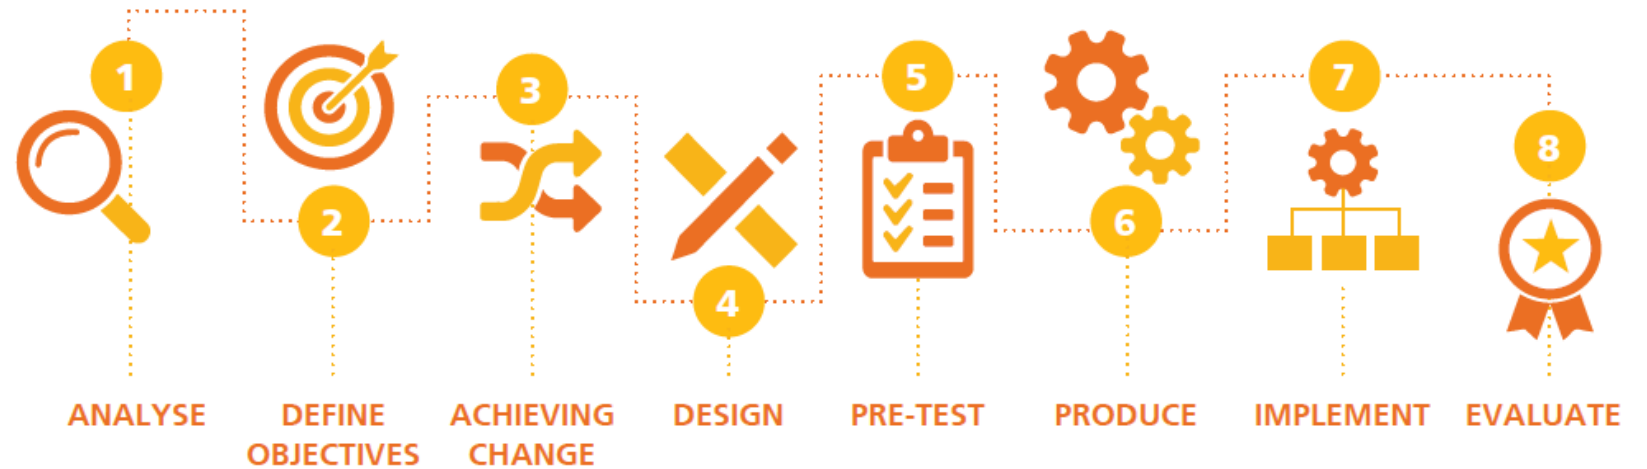 1
2
3
4
5
6
7
8
ANALYSE
DEFINE
OBJECTIVES
ACHIEVING
CHANGE
DESIGN
PRE-TEST
PRODUCE
IMPLEMENT
EVALUATE